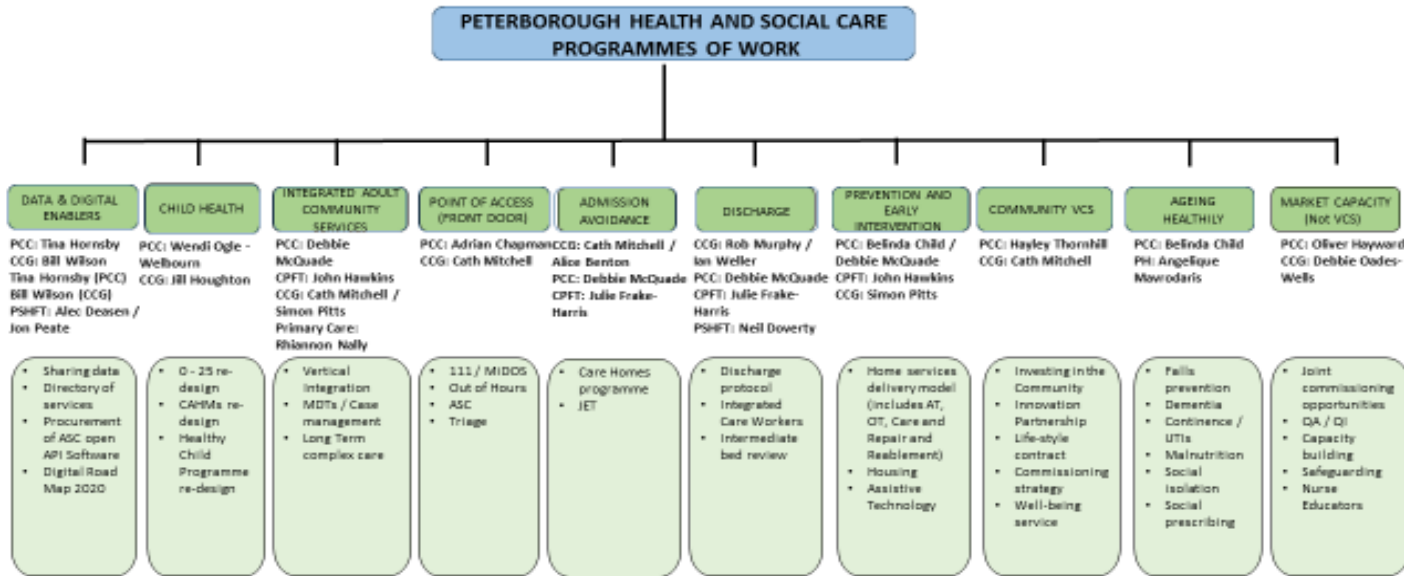 PETERBOROUGH HEALTH AND SOCIAL CARE
PROGRAMMES OF WORK
DATA & DIGITAL
ENABLERS
PCC: Tina Hornsby
CCG: Bill Wilson
Tina Hornsby (PCC)
Bill Wilson (CCG)
PSHFT: Alec Deasen /
Jon Peate
• Sharing data
• Directory of
services
• Procurement
of ASC open
API Software
• Digital Road
Map 2020
CHILD HEALTH
PCC: Wendi Ogle -
Welbourn
CCG: Jill Houghton
• 0 - 25 re-
design
• CAHMs re-
design
• Healthy
Child
Programme
re-design
INTEGRATED ADULT
COMMUNITY
SERVICES
PCC: Debbie
McQuade
CPFT: John Hawkins
CCG: Cath Mitchell /
Simon Pitts
Primary Care:
Rhiannon Nally
• Vertical
Integration
• MDTs / Case
management
• Long Term
complex care
POINT OF ACCESS
(FRONT DOOR)
PCC: Adrian Chapman
CCG: Cath Mitchell
• 111 / MiDOS
• Out of Hours
• ASC
• Triage
ADMISSION
AVOIDANCE
CCG: Cath Mitchell /
Alice Benton
PCC: Debbie McQuade
CPFT: Julie Frake-
Harris
• Care Homes
programme
• JET
DISCHARGE
CCG: Rob Murphy /
Ian Weller
PCC: Debbie McQuade
CPFT: Julie Frake-
Harris
PSHFT: Neil Doverty
• Discharge
protocol
• Integrated
Care Workers
• Intermediate
bed review
PREVENTION AND
EARLY
INTERVENTION
PCC: Belinda Child /
Debbie McQuade
CPFT: John Hawkins
CCG: Simon Pitts
• Home services
delivery model
(includes AT,
OT, Care and
Repair and
Reablement)
• Housing
• Assistive
Technology
COMMUNITY VCS
PCC: Hayley Thornhill
CCG: Cath Mitchell
• Investing in the
Community
• Innovation
Partnership
• Life-style
contract
• Commissioning
strategy
• Well-being
service
AGEING
HEALTHILY
PCC: Belinda Child
PH: Angelique
Mavrodaris
• Falls
prevention
• Dementia
• Continence /
UTIs
• Malnutrition
• Social
isolation
• Social
prescribing
MARKET CAPACITY
(Not VCS)
PCC: Oliver Hayward
CCG: Debbie Oades-
Wells
• Joint
commissioning
opportunities
• QA / QI
• Capacity
building
• Safeguarding
• Nurse
Educators